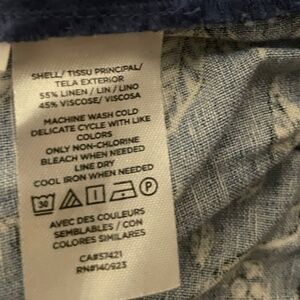 SHELL/ TISSU PRINCIPAL/
TELA EXTERIOR
55% LINEN / LIN / LINO
45% VISCOSE/ VISCOSA
MACHINE WASH COLD
DELICATE CYCLE WITH LIKE
COLORS
ONLY NON-CHLORINE
BLEACH WHEN NEEDED
LINE DRY
COOL IRON WHEN NEEDED
30 P
AVEC DES COULEURS
SEMBLABLES / CON
COLORES SIMILARES
CA#57421
RN#140923